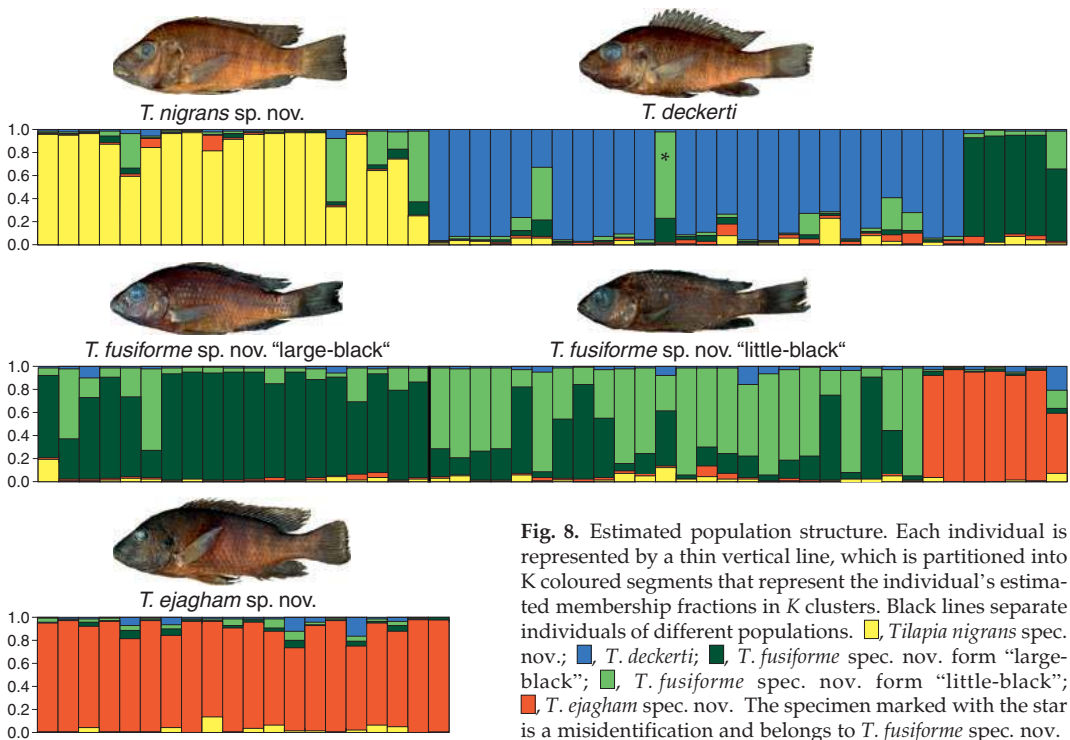 T. nigrans sp. nov.
T. deckerti
1.0
0.8
0.6
0.4
0.2
0.0
*
T. fusiforme sp. nov. “large-black“
T. fusiforme sp. nov. “little-black“
1.0
0.8
0.6
0.4
0.2
0.0
T. ejagham sp. nov.
1.0
0.8
0.6
0.4
0.2
0.0
Fig. 8. Estimated population structure. Each individual is
represented by a thin vertical line, which is partitioned into
K coloured segments that represent the individual's estima-
ted membership fractions in K clusters. Black lines separate
individuals of different populations. , Tilapia nigrans spec.
nov.; , T. deckerti; , T. fusiforme spec. nov. form “large-
black”; , T. fusiforme spec. nov. form “little-black”;
, T. ejagham spec. nov. The specimen marked with the star
is a misidentification and belongs to T. fusiforme spec. nov.